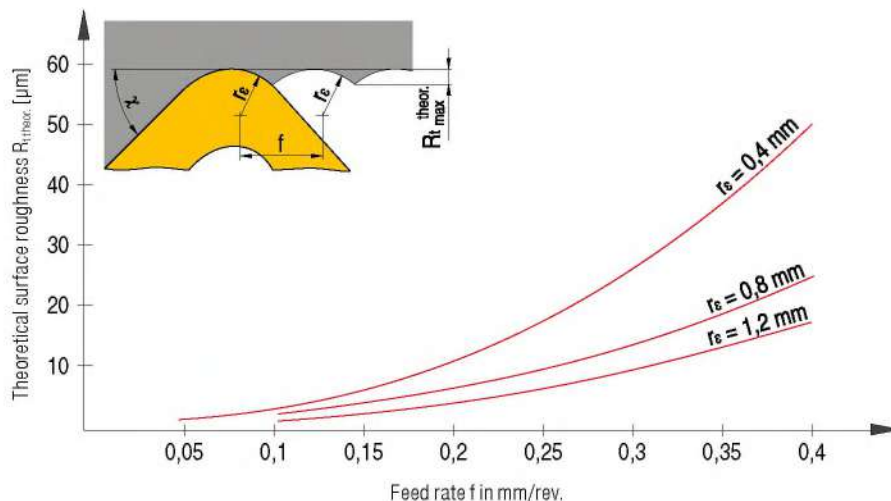 Theoretical surface roughness Rt theor. [µm]
60
50
40
30
20
10
rε
rε
f
Rt max theor.
rε = 0,4 mm
rε = 0,8 mm
rε = 1,2 mm
0,05
0,1
0,15
0,2
0,25
0,3
0,35
0,4
Feed rate f in mm/rev.